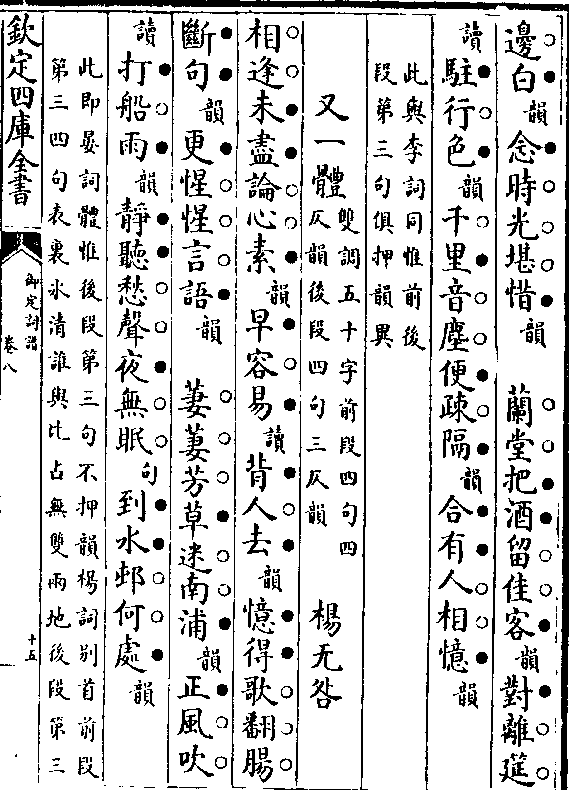 邊白韻念時光堪惜韻 蘭堂把酒留佳客韻對離筵
讀駐行色韻千里音塵便疎隔韻合有人相憶韻
此與李詞同惟前後
段第三句俱押韻異
又一體
雙調五十字前段四句四
仄韻後段四句三仄韻
楊无咎
相逢未盡論心素韻早容易讀背人去韻憶得歌翻腸
斷句韻更惺惺言語韻 萋萋芳草迷南浦韻正風吹
讀打船雨韻靜聽愁聲夜無眠句到水邨何處韻
此即晏詞體惟後段第三句不押韻楊詞別首前段
第三四句表裏氷清誰與比占無雙兩地後段第三
欽定四庫全書
御定詞譜
卷八
十五